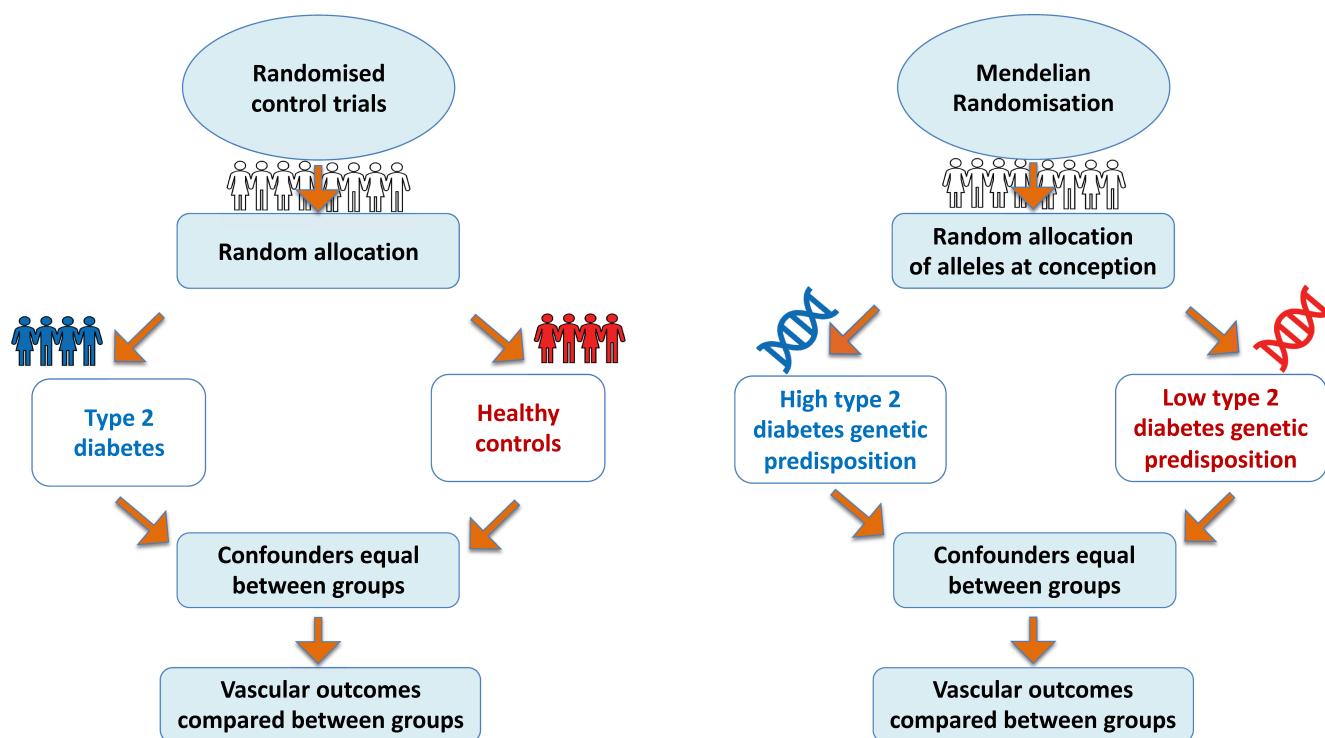 Randomised
control trials
Random allocation
Type 2
diabetes
Healthy
controls
Confounders equal
between groups
Vascular outcomes
compared between groups
Mendelian
Randomisation
Random allocation
of alleles at conception
High type 2
diabetes genetic
predisposition
Low type 2
diabetes genetic
predisposition
Confounders equal
between groups
Vascular outcomes
compared between groups